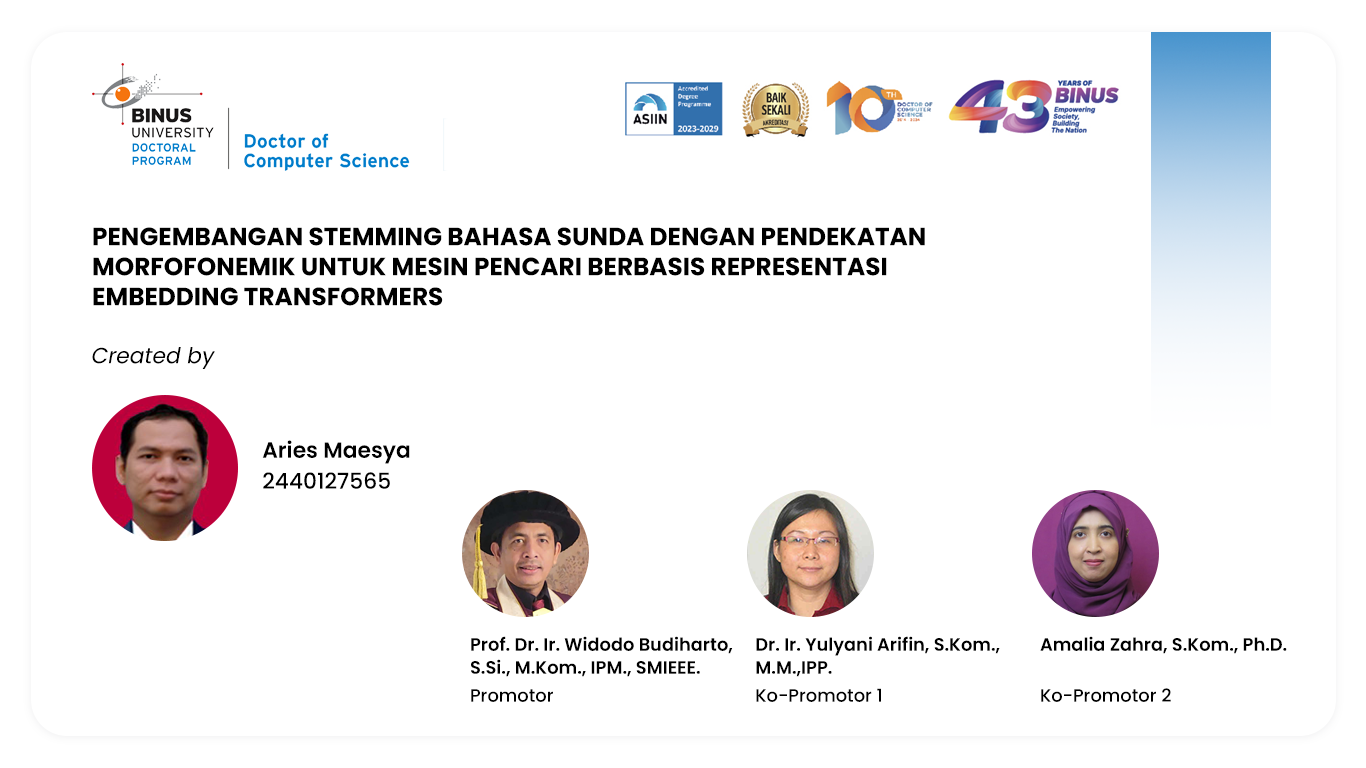 BINUS
UNIVERSITY
DOCTORAL
PROGRAM
Doctor of
Computer Science
ASIIN
Accredited
Degree
Programme
2023-2029
BAIK
SEKALI
AKREDITASI
10TH
DOCTOR OF
COMPUTER
SCIENCE
2014 - 2024
43
YEARS OF
BINUS
Empowering
Society,
Building
The Nation
PENGEMBANGAN STEMMING BAHASA SUNDA DENGAN PENDEKATAN
MORFOFONEMIK UNTUK MESIN PENCARI BERBASIS REPRESENTASI
EMBEDDING TRANSFORMERS
Created by
Aries Maesya
2440127565
Prof. Dr. Ir. Widodo Budiharto,
S.Si., M.Kom., IPM., SMIEEE.
Promotor
Dr. Ir. Yulyani Arifin, S.Kom.,
M.M.,IPP.
Ko-Promotor 1
Amalia Zahra, S.Kom., Ph.D.
Ko-Promotor 2